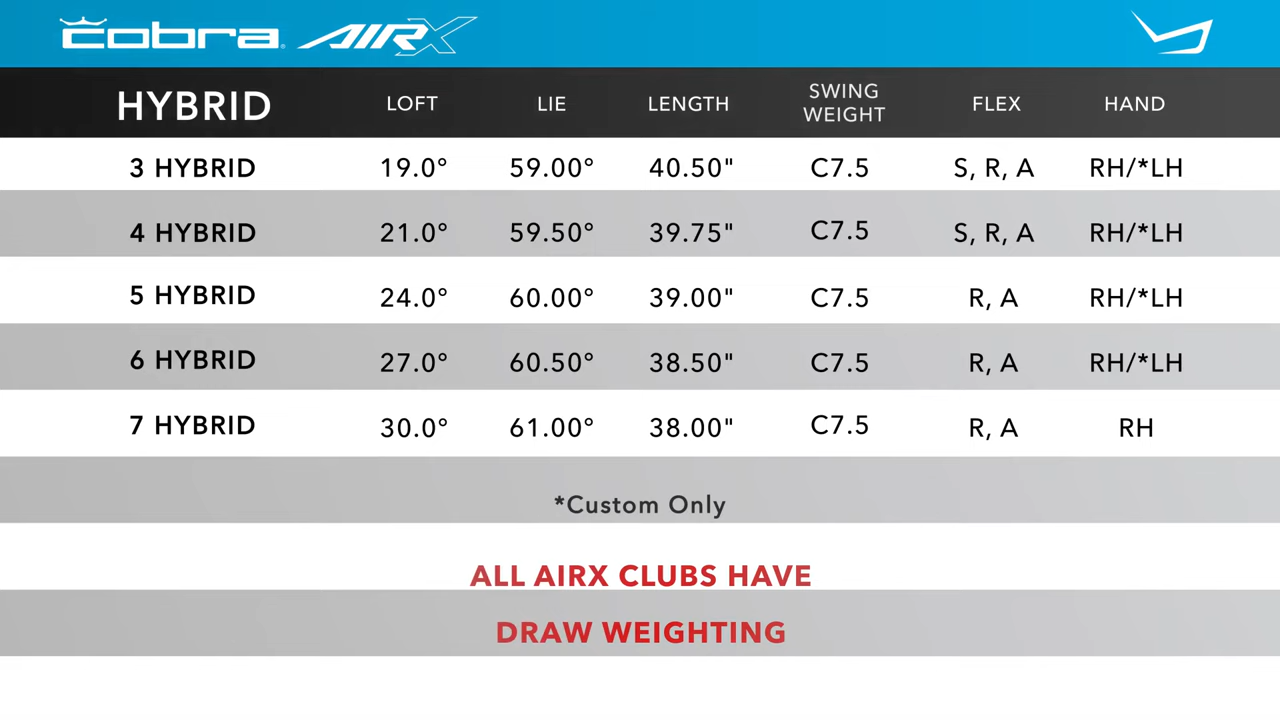 cobra AIRX
HYBRID LOFT LIE LENGTH SWING WEIGHT FLEX HAND
3 HYBRID 19.0° 59.00° 40.50" C7.5 S, R, A RH/*LH
4 HYBRID 21.0° 59.50° 39.75" C7.5 S, R, A RH/*LH
5 HYBRID 24.0° 60.00° 39.00" C7.5 R, A RH/*LH
6 HYBRID 27.0° 60.50° 38.50" C7.5 R, A RH/*LH
7 HYBRID 30.0° 61.00° 38.00" C7.5 R, A RH
*Custom Only
ALL AIRX CLUBS HAVE
DRAW WEIGHTING